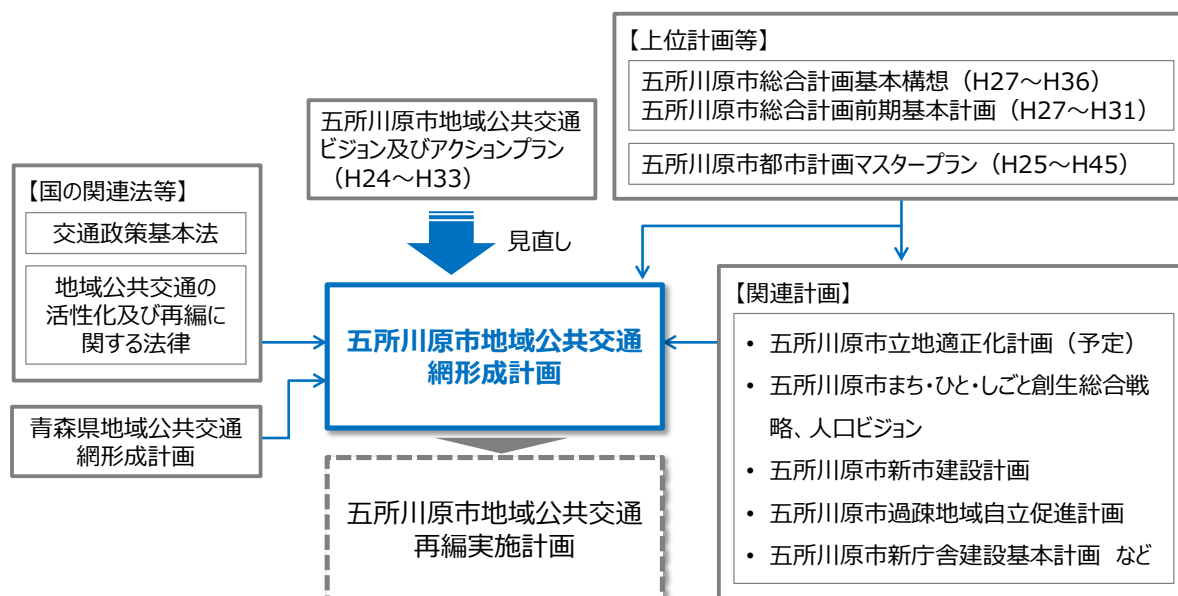 【上位計画等】
五所川原市総合計画基本構想（H27～H36）
五所川原市総合計画前期基本計画（H27～H31）
五所川原市都市計画マスタープラン（H25～H45）
五所川原市地域公共交通
ビジョン及びアクションプラン
（H24～H33）
見直し
【国の関連法等】
交通政策基本法
地域公共交通の
活性化及び再編に
関する法律
青森県地域公共交通
網形成計画
五所川原市地域公共交通
網形成計画
五所川原市地域公共交通
再編実施計画
【関連計画】
• 五所川原市立地適正化計画（予定）
• 五所川原市まち・ひと・しごと創生総合戦
略、人口ビジョン
• 五所川原市新市建設計画
• 五所川原市過疎地域自立促進計画
• 五所川原市新庁舎建設基本計画 など